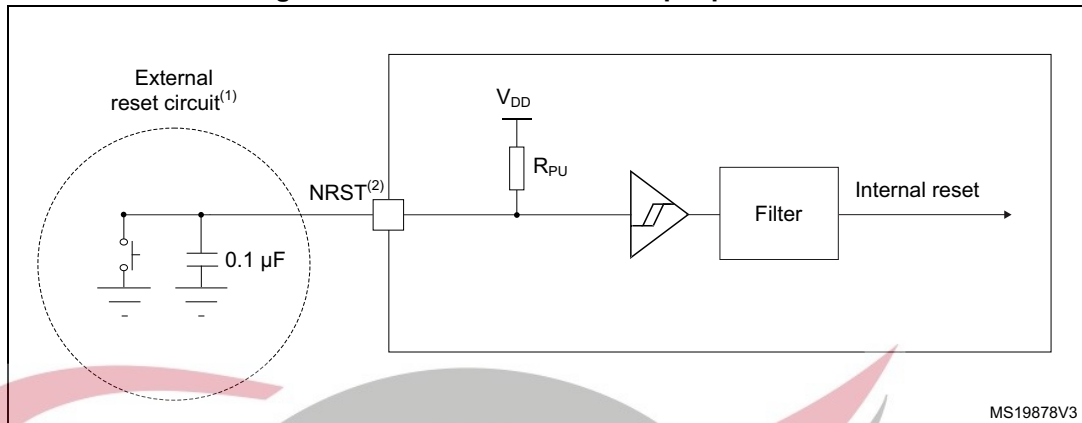 External
reset circuit(1)
VDD
RPU
NRST(2)
0.1 µF
Filter
Internal reset
MS19878V3